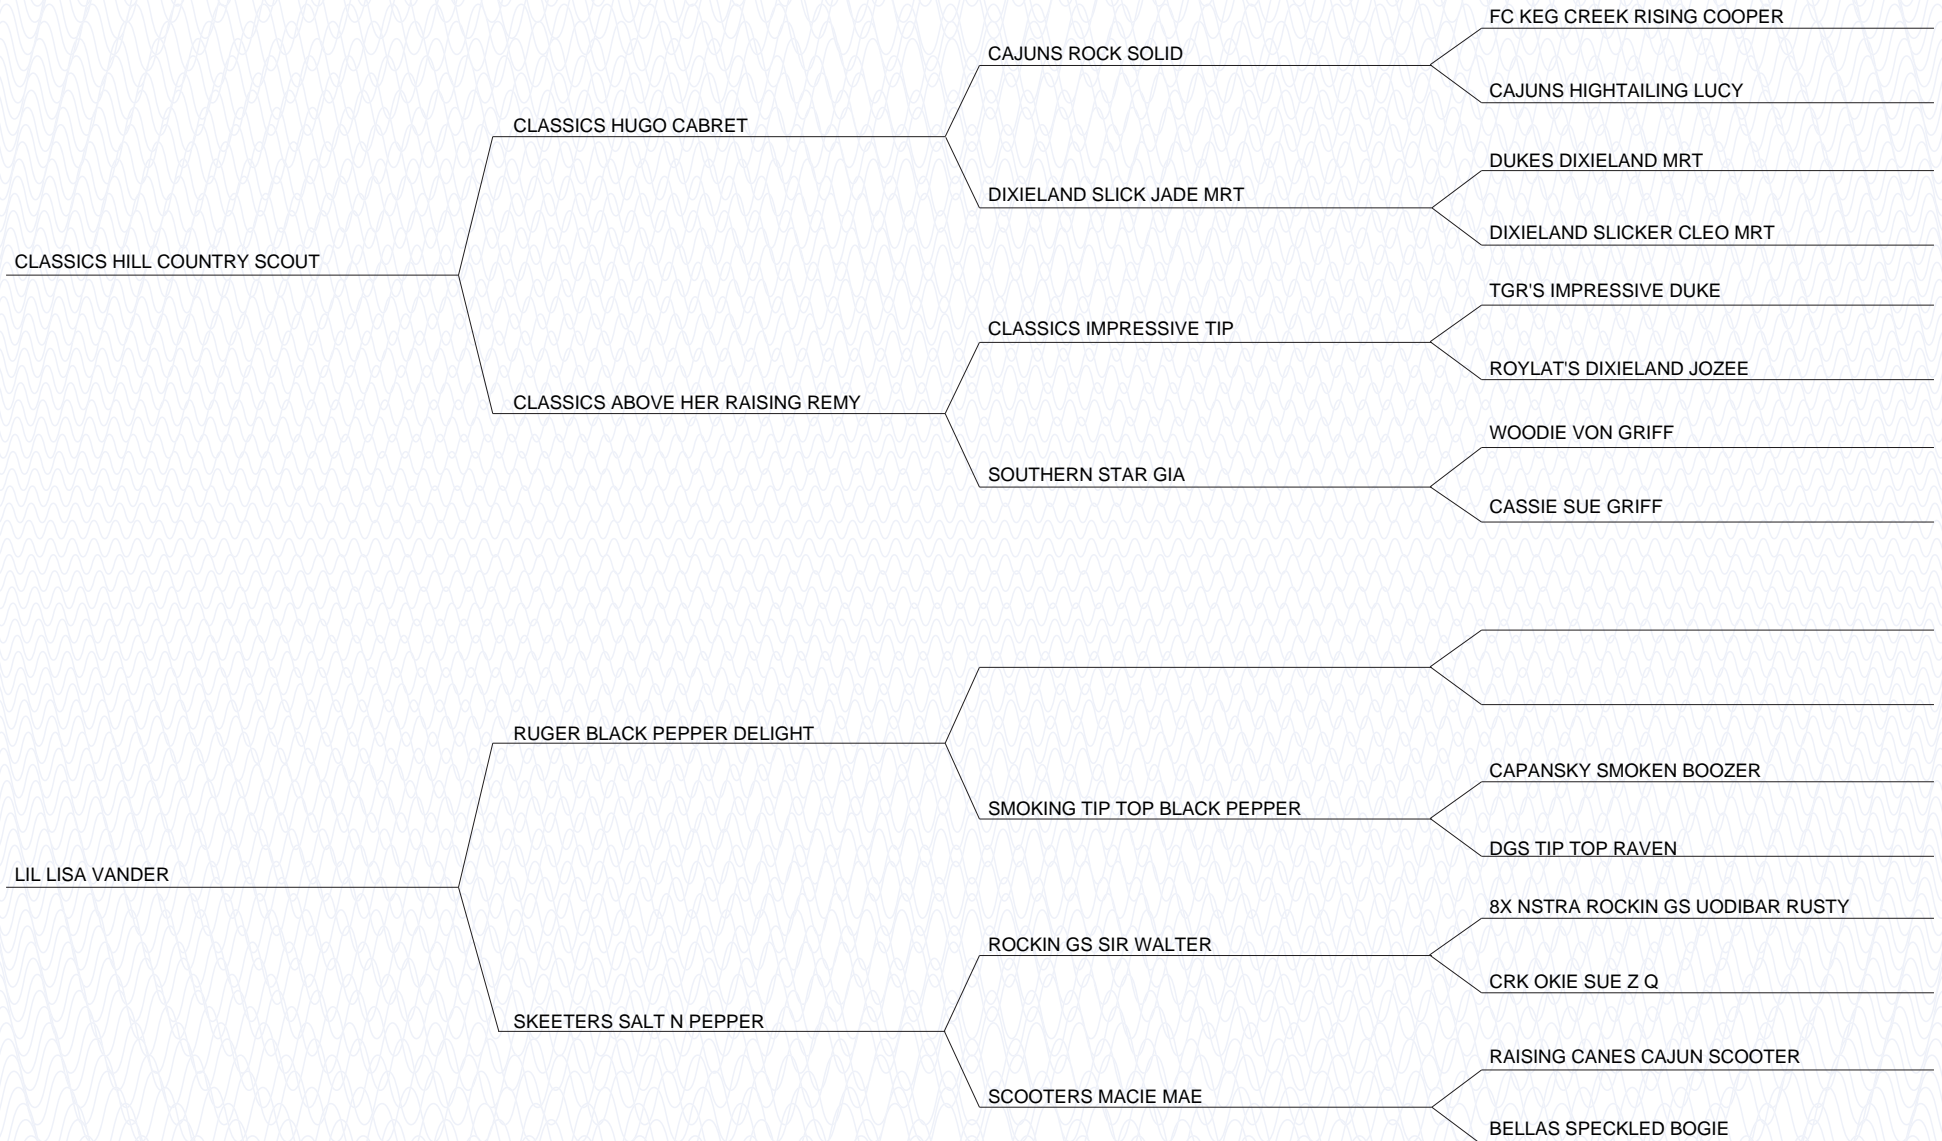 FC KEG CREEK RISING COOPER
CAJUNS ROCK SOLID
CAJUNS HIGHTAILING LUCY
CLASSICS HUGO CABRET
DUKES DIXIELAND MRT
DIXIELAND SLICK JADE MRT
DIXIELAND SLICKER CLEO MRT
CLASSICS HILL COUNTRY SCOUT
TGR'S IMPRESSIVE DUKE
CLASSICS IMPRESSIVE TIP
ROYLAT'S DIXIELAND JOZEE
CLASSICS ABOVE HER RAISING REMY
WOODIE VON GRIFF
SOUTHERN STAR GIA
CASSIE SUE GRIFF
RUGER BLACK PEPPER DELIGHT
CAPANSKY SMOKEN BOOZER
SMOKING TIP TOP BLACK PEPPER
DGS TIP TOP RAVEN
LIL LISA VANDER
8X NSTRA ROCKIN GS UODIBAR RUSTY
ROCKIN GS SIR WALTER
CRK OKIE SUE Z Q
SKEETERS SALT N PEPPER
RAISING CANES CAJUN SCOOTER
SCOOTERS MACIE MAE
BELLAS SPECKLED BOGIE